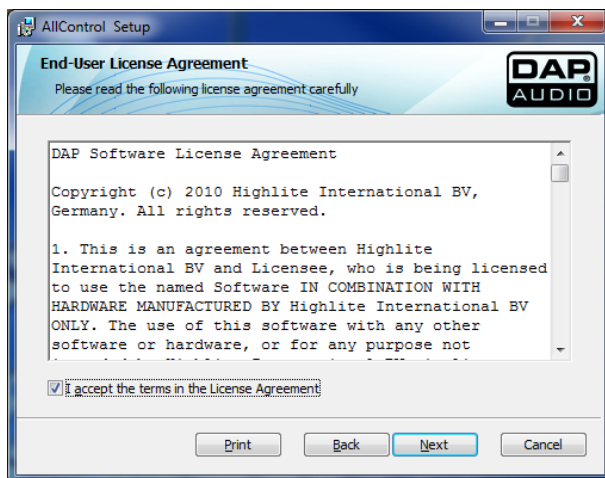 AllControl Setup
End-User License Agreement
Please read the following license agreement carefully
DAP
AUDIO
DAP Software License Agreement
Copyright (c) 2010 Highlite International BV,
Germany. All rights reserved.
1. This is an agreement between Highlite
International BV and Licensee, who is being licensed
to use the named Software IN COMBINATION WITH
HARDWARE MANUFACTURED BY Highlite International BV
ONLY. The use of this software with any other
software or hardware, or for any purpose not
I accept the terms in the License Agreement
Print Back Next Cancel